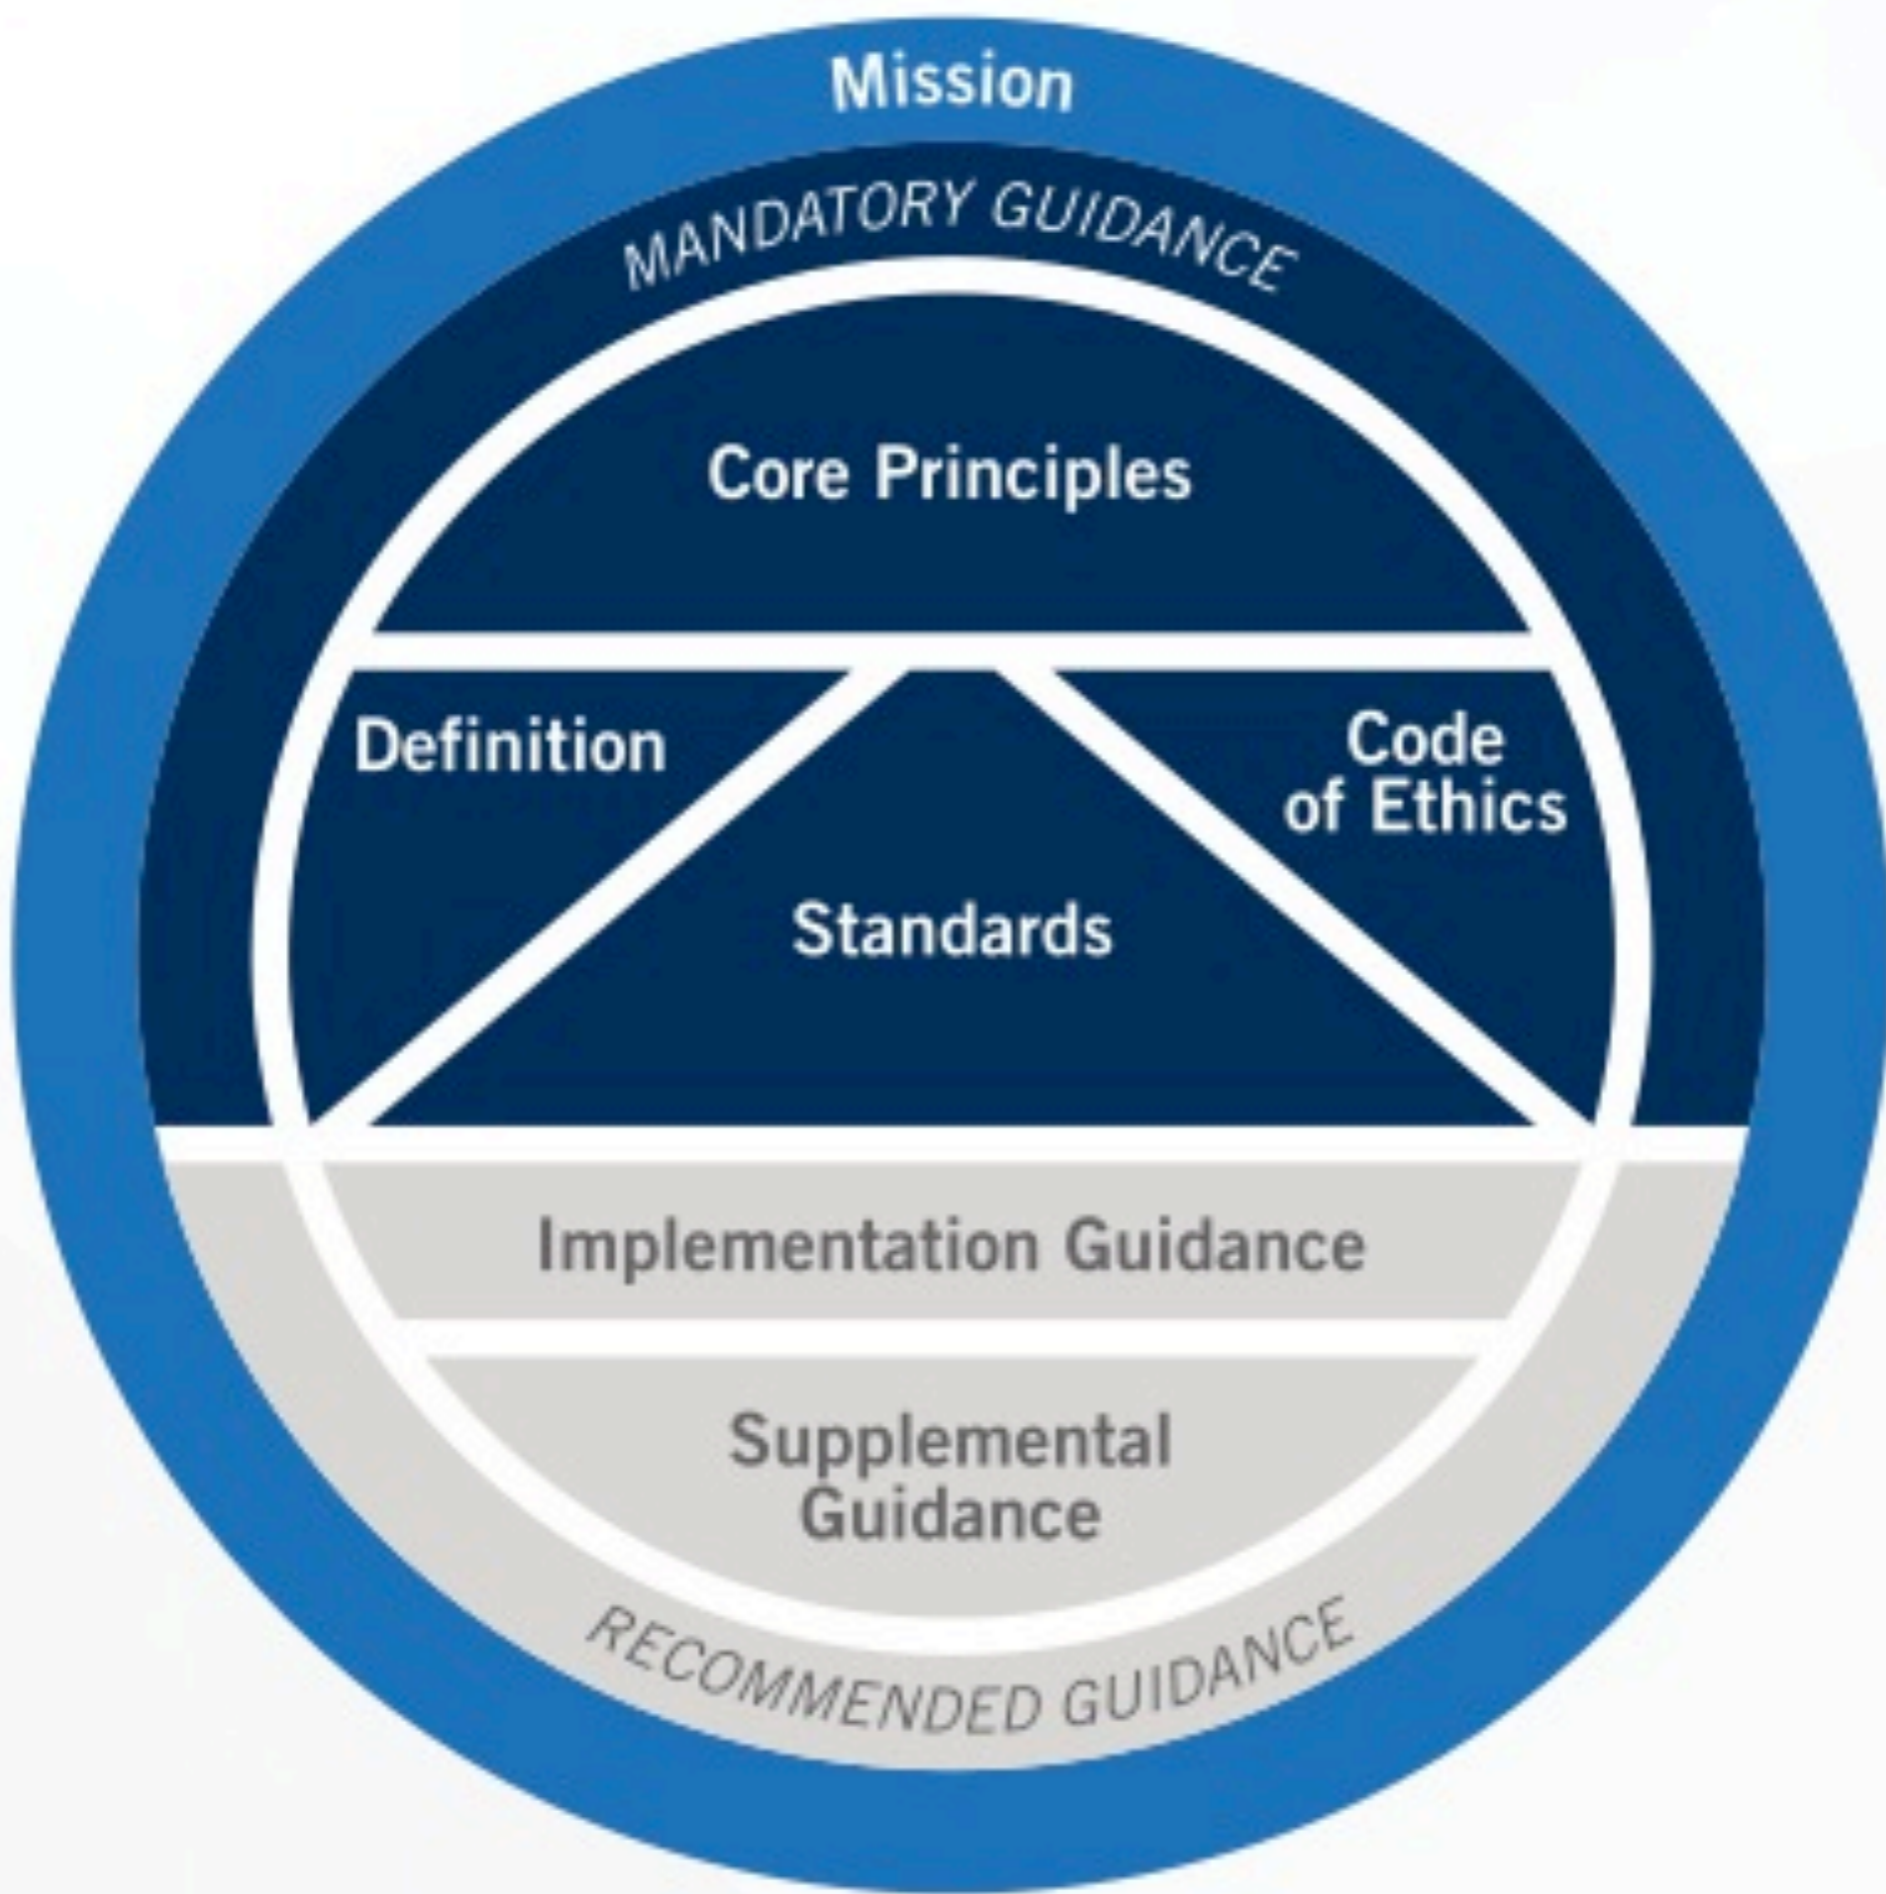 Mission
MANDATORY GUIDANCE
Core Principles
Definition
Code
of Ethics
Standards
Implementation Guidance
Supplemental
Guidance
RECOMMENDED GUIDANCE